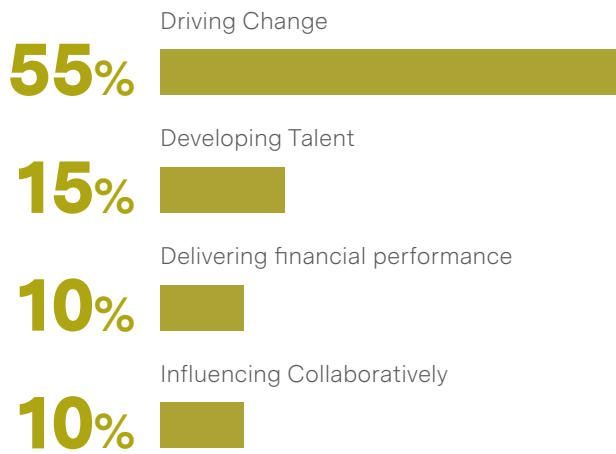 Driving Change
55%
Developing Talent
15%
Delivering financial performance
10%
Influencing Collaboratively
10%